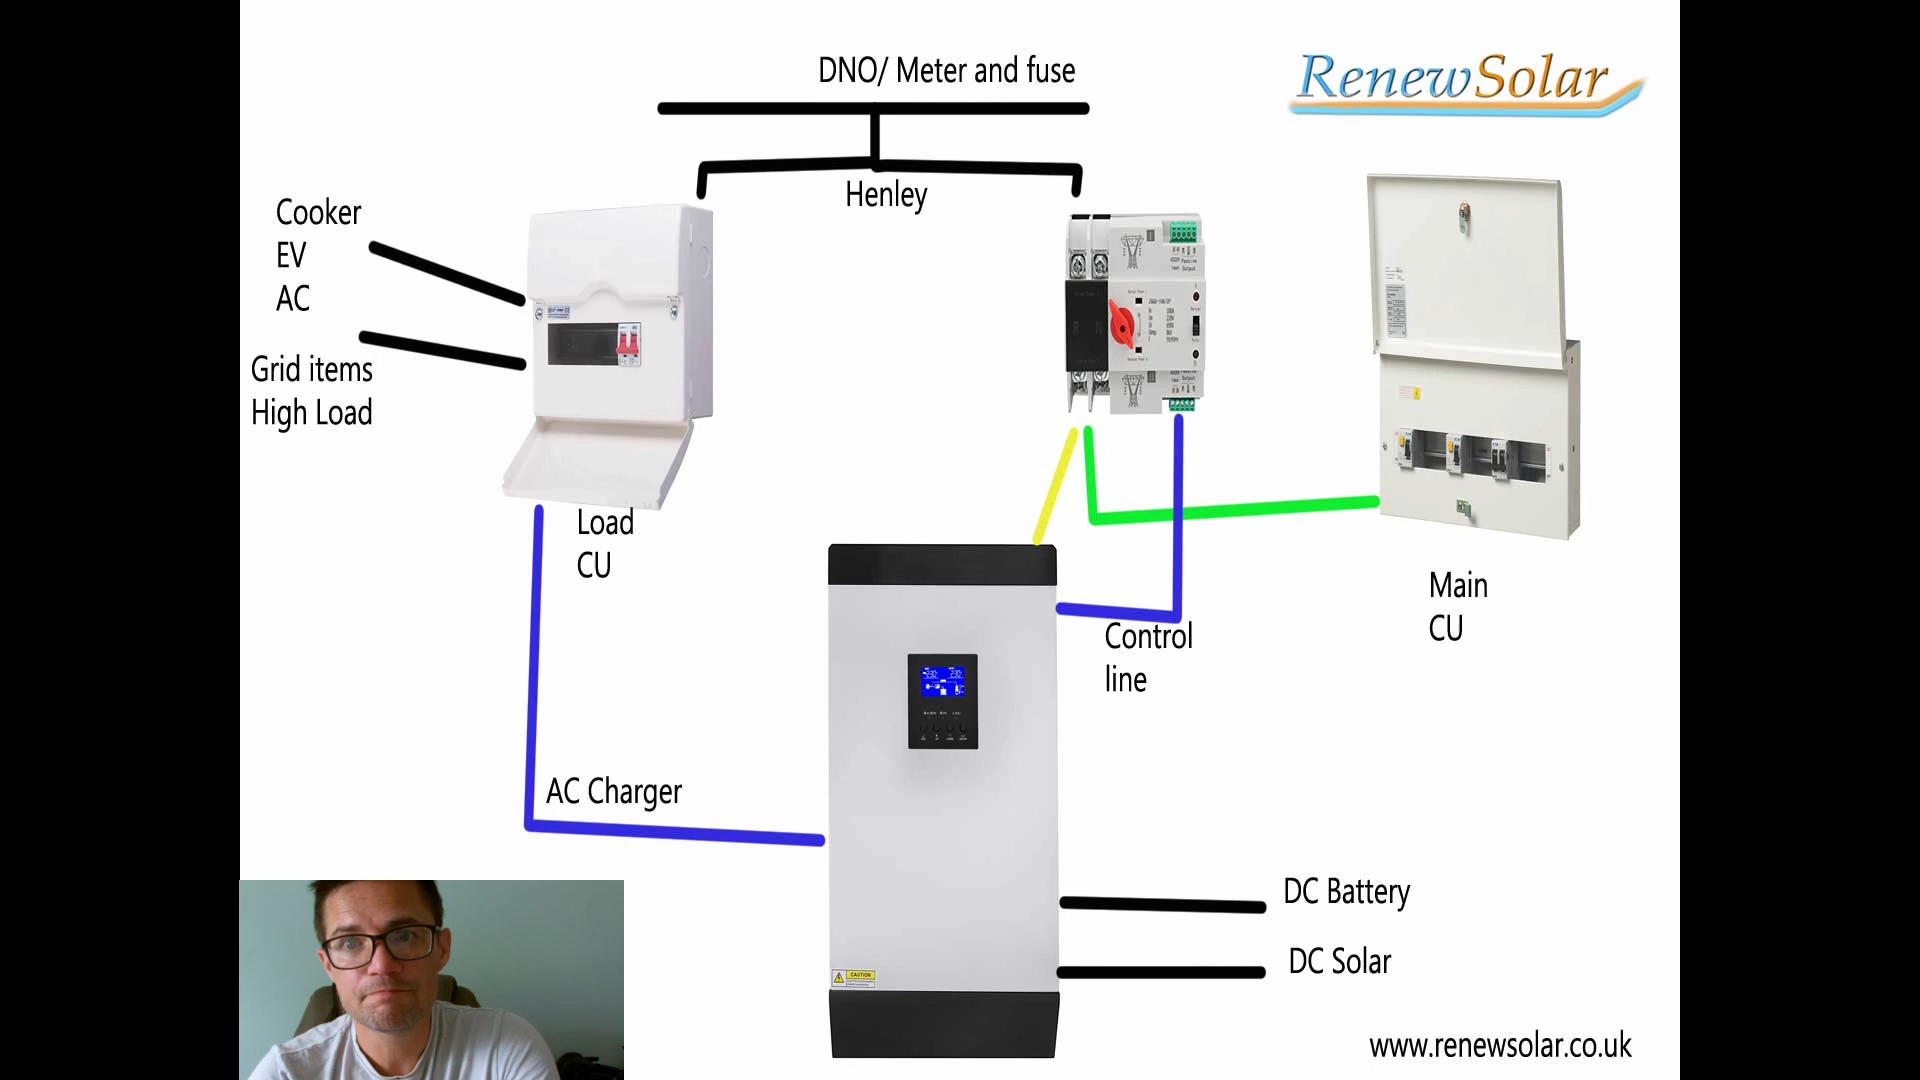 DNO/ Meter and fuse
RenewSolar
Henley
Cooker
EV
AC
Grid items
High Load
Load
CU
Main
CU
Control
line
AC Charger
CAUTION
DC Battery
DC Solar
www.renewsolar.co.uk